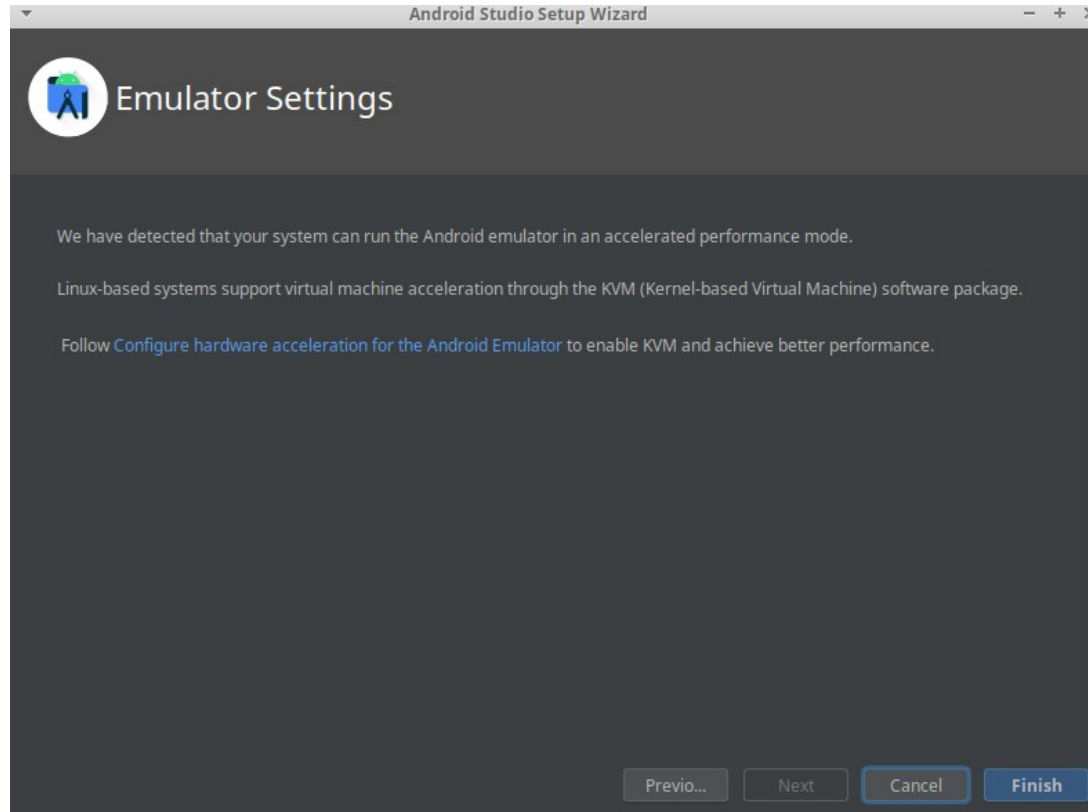 Android Studio Setup Wizard
Emulator Settings
We have detected that your system can run the Android emulator in an accelerated performance mode.
Linux-based systems support virtual machine acceleration through the KVM (Kernel-based Virtual Machine) software package.
Follow Configure hardware acceleration for the Android Emulator to enable KVM and achieve better performance.
Previo... Next Cancel Finish